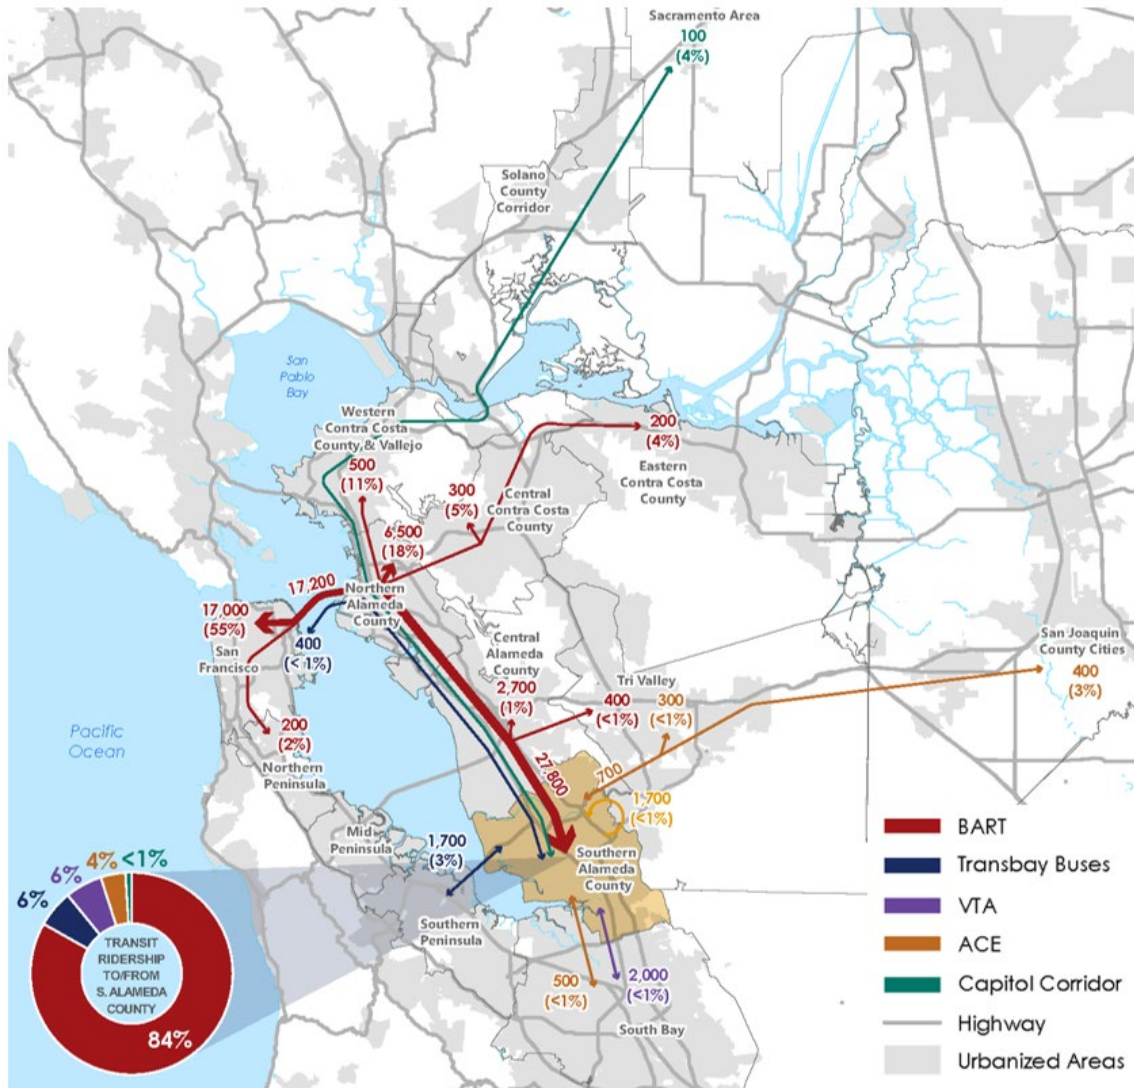 Sacramento Area
100
(4%)
Solano
County
Corridor
San
Pablo
Bay
Western
Contra Costa
County & Vallejo
500
(11%)
200
(4%)
Eastern
Contra Costa
County
300
(5%)
Central
Contra Costa
County
6,500
(18%)
17,200
Northern
Alameda
County
17,000
(55%)
San
Francisco
400
(< 1%)
Central
Alameda
County
2,700
(1%)
Tri Valley
400
(<1%)
300
(<1%)
San Joaquin
County Cities
400
(3%)
Pacific
Ocean
200
(2%)
Northern
Peninsula
27,800
700
1,700
(<1%)
Mid
Peninsula
1,700
(3%)
Southern
Alameda
County
Southern
Peninsula
500
(<1%)
2,000
(<1%)
South Bay
6%
6%
4%
<1%
TRANSIT
RIDERSHIP
TO/FROM
S. ALAMEDA
COUNTY
84%
BART
Transbay Buses
VTA
ACE
Capitol Corridor
Highway
Urbanized Areas